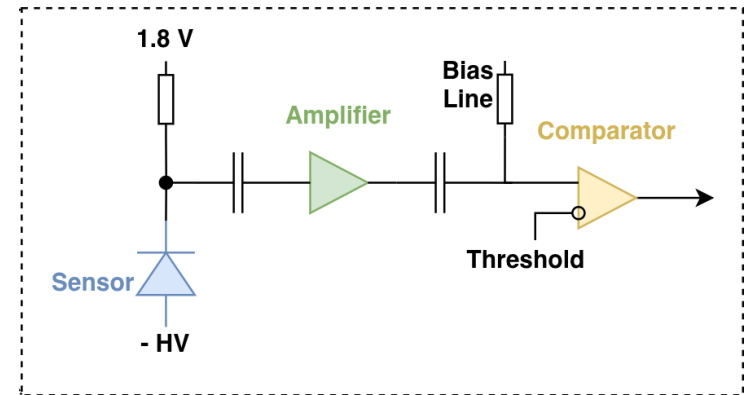 1.8 V
Bias
Line
Amplifier
Comparator
Threshold
Sensor
- HV